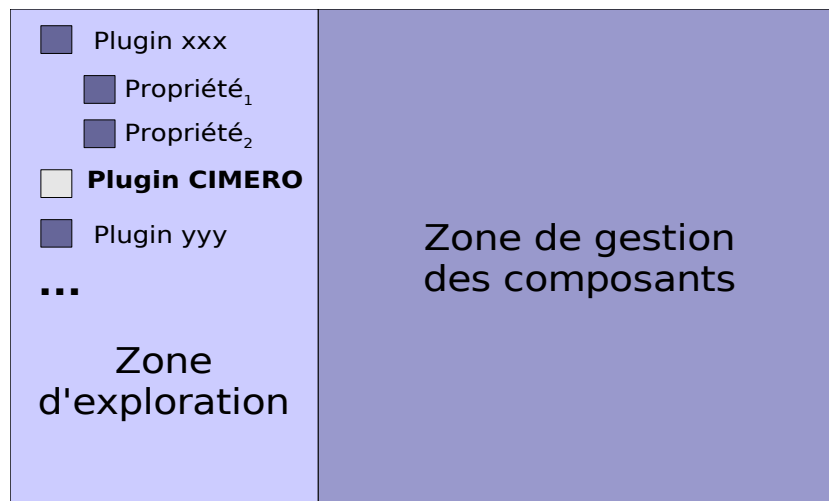 Plugin xxx
Propriété₁
Propriété₂
Plugin CIMERO
Plugin yyy
...
Zone
d'exploration
Zone de gestion
des composants